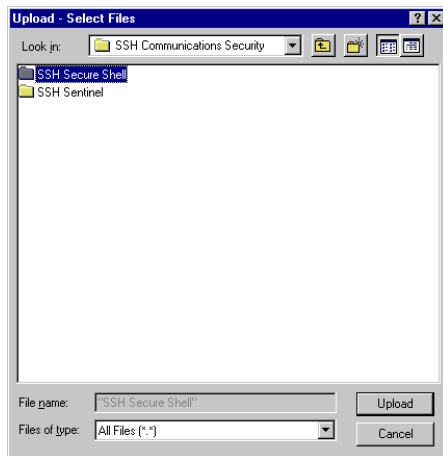 Upload - Select Files
Look in: SSH Communications Security
SSH Secure Shell
SSH Sentinel
File name: "SSH Secure Shell" Upload
Files of type: All Files (*.*) Cancel